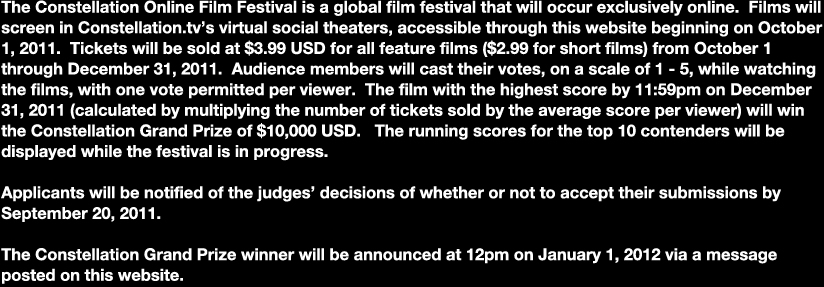 The Constellation Online Film Festival is a global film festival that will occur exclusively online.  Films will
screen in Constellation.tv’s virtual social theaters, accessible through this website beginning on October
1, 2011.  Tickets will be sold at $3.99 USD for all feature films ($2.99 for short films) from October 1
through December 31, 2011.  Audience members will cast their votes, on a scale of 1 - 5, while watching
the films, with one vote permitted per viewer.  The film with the highest score by 11:59pm on December
31, 2011 (calculated by multiplying the number of tickets sold by the average score per viewer) will win
the Constellation Grand Prize of $10,000 USD.   The running scores for the top 10 contenders will be
displayed while the festival is in progress.

Applicants will be notified of the judges’ decisions of whether or not to accept their submissions by
September 20, 2011.

The Constellation Grand Prize winner will be announced at 12pm on January 1, 2012 via a message
posted on this website.